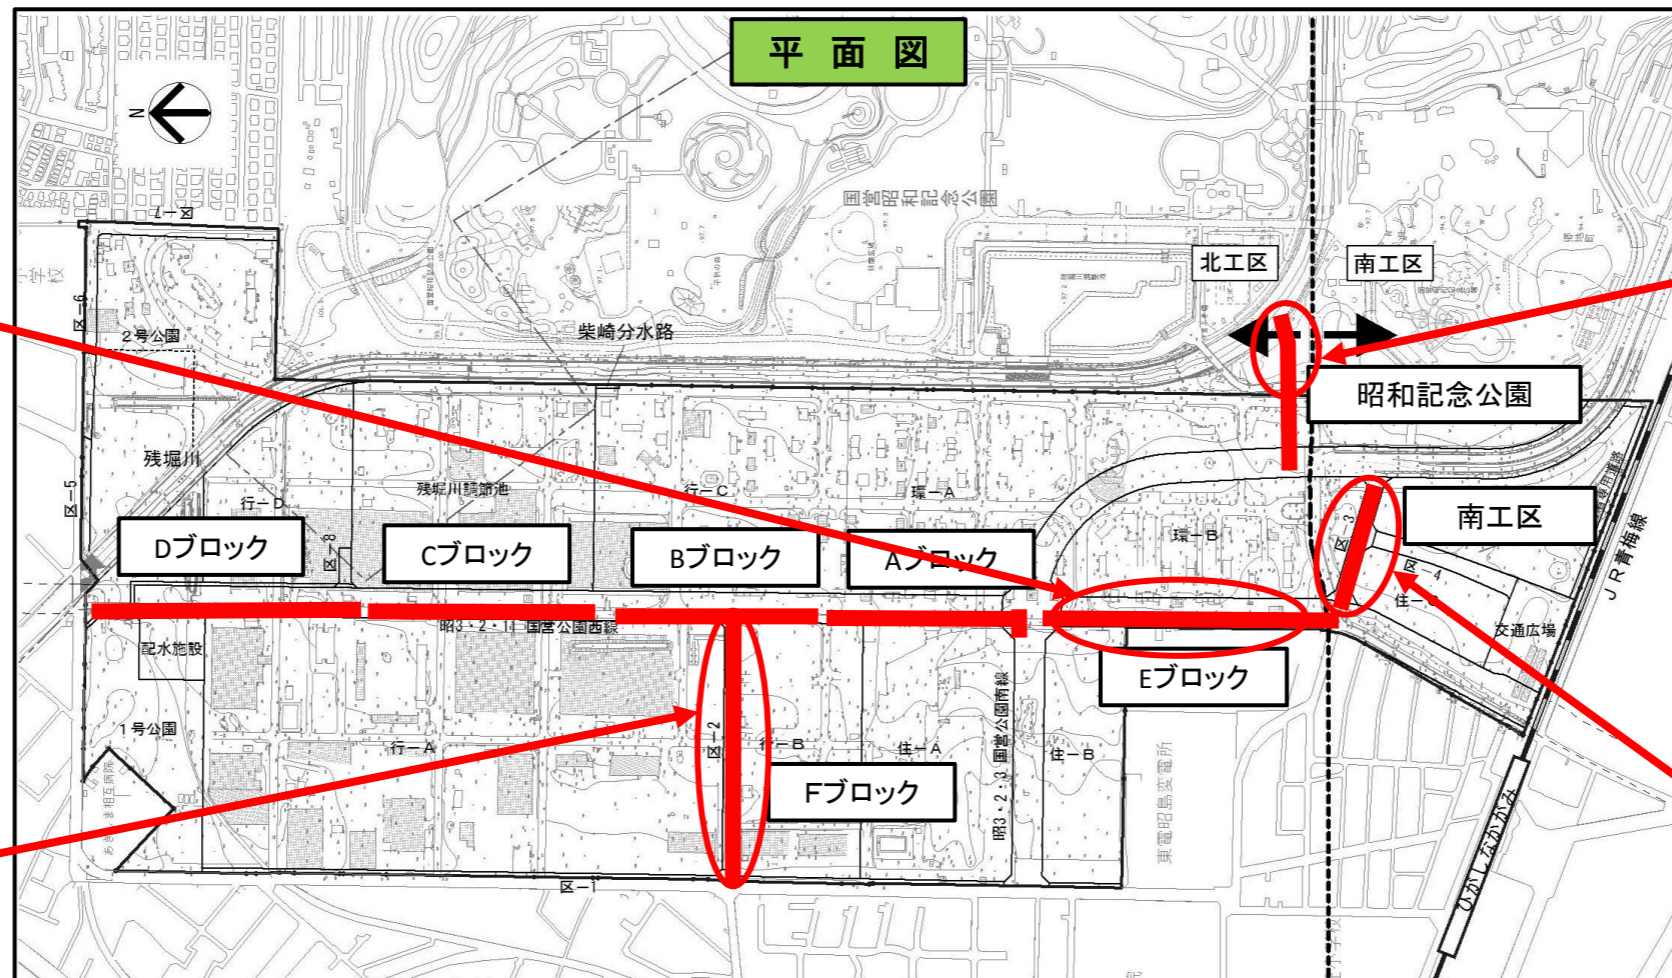 平面図
N
国営昭和記念公園
北工区
南工区
区-7
区-6
2号公園
柴崎分水路
昭和記念公園
残堀川
残堀川調節池
区-5
行-D
行-C
環-A
区-8
環-B
区-3
南工区
区-4
住-C
JR青梅線
Dブロック
Cブロック
Bブロック
Aブロック
昭3・2・11 国営公園西線
配水施設
交通広場
Eブロック
1号公園
行-A
区-2
行-B
住-A
昭3・2・3 国営公園南線
住-B
東電昭島変電所
Fブロック
区-1
ひがしなかがみ